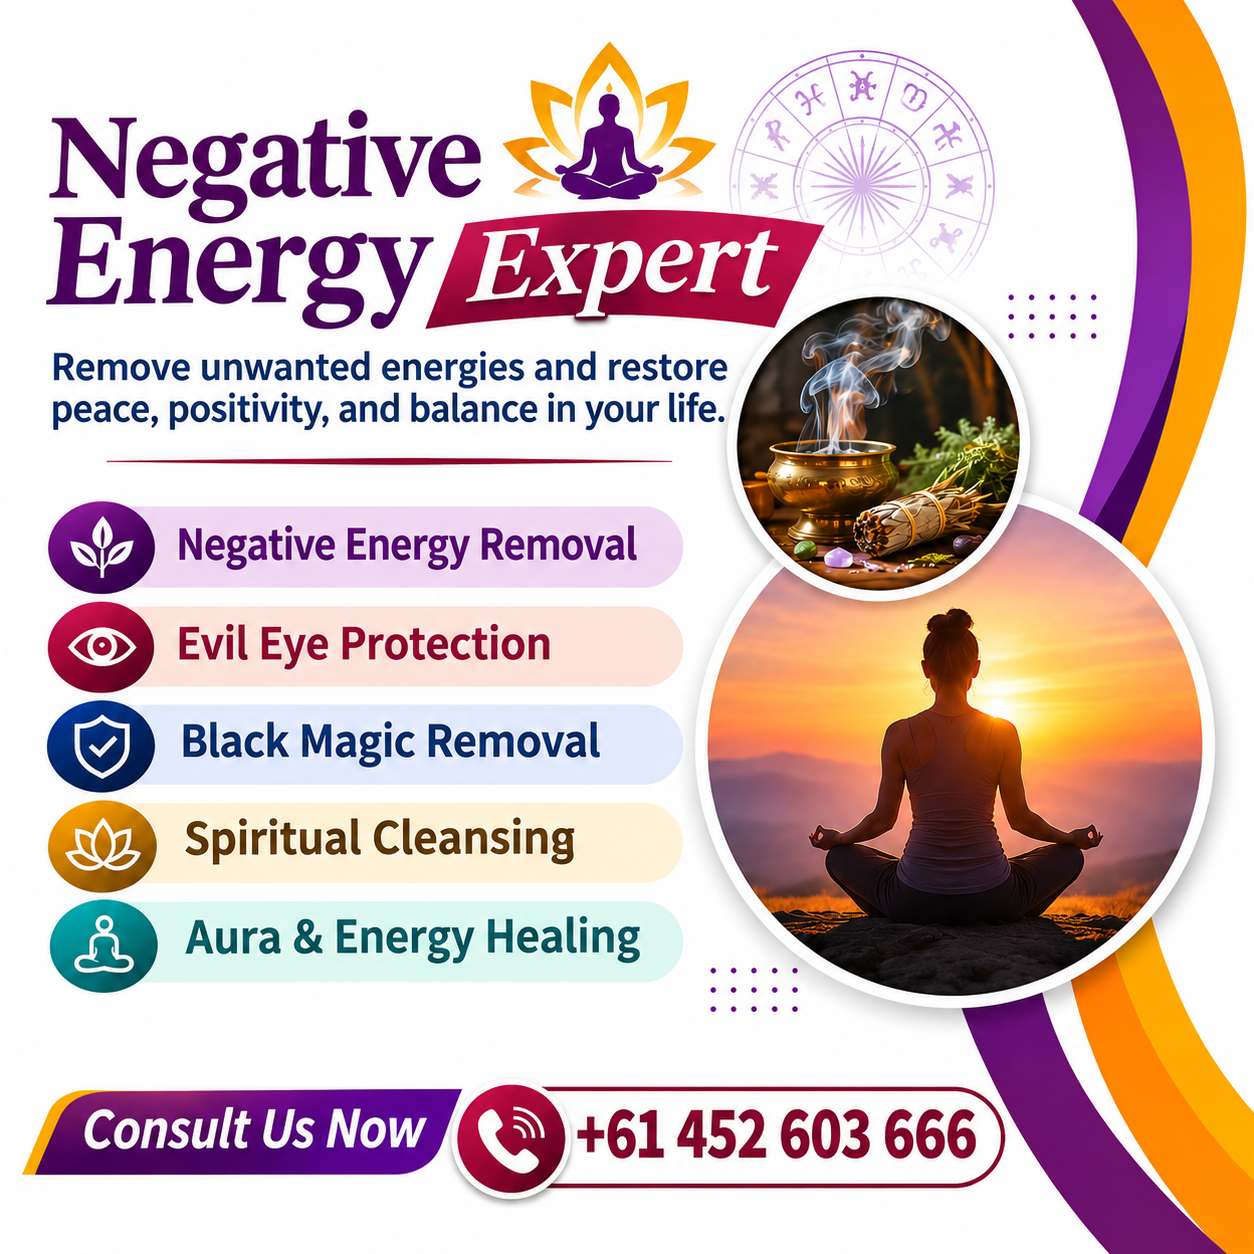 Negative
Energy Expert
Remove unwanted energies and restore
peace, positivity, and balance in your life.
Negative Energy Removal
Evil Eye Protection
Black Magic Removal
Spiritual Cleansing
Aura & Energy Healing
Consult Us Now +61 452 603 666